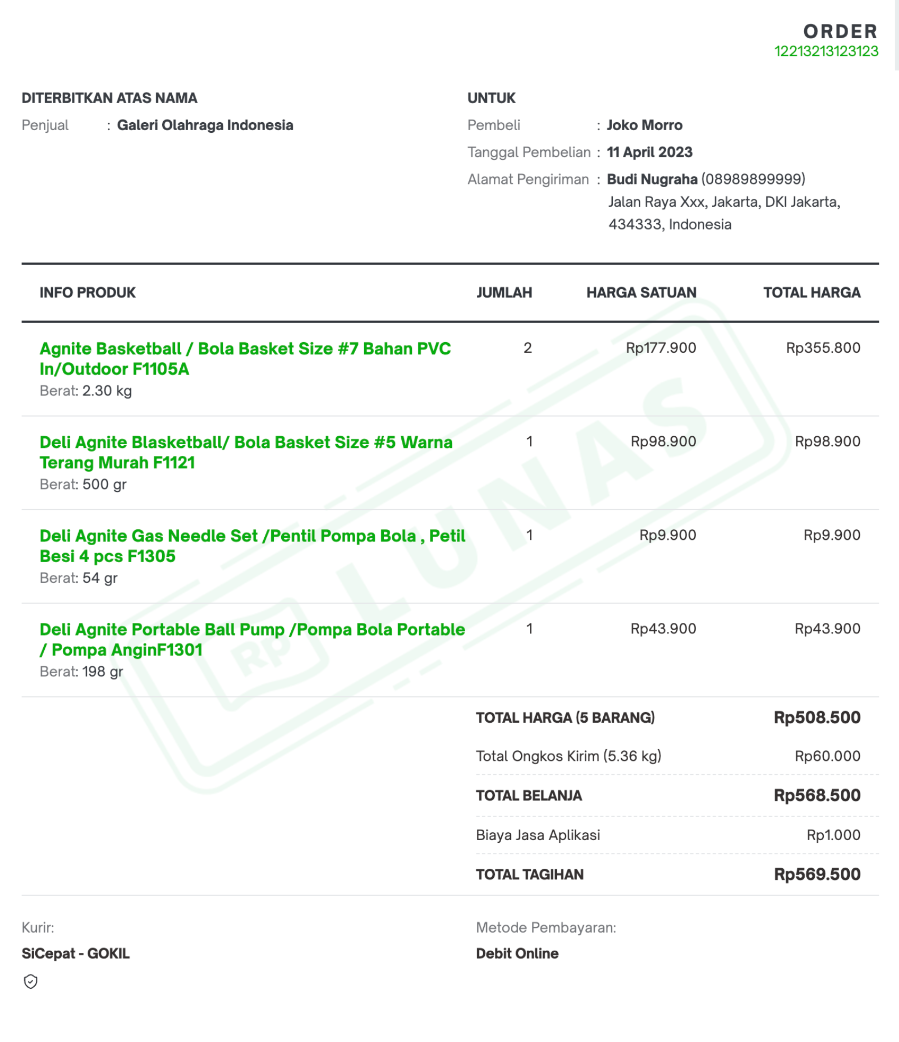 ORDER
12213213123123
DITERBITKAN ATAS NAMA
Penjual : Galeri Olahraga Indonesia
UNTUK
Pembeli : Joko Morro
Tanggal Pembelian : 11 April 2023
Alamat Pengiriman : Budi Nugraha (08989899999)
Jalan Raya Xxx, Jakarta, DKI Jakarta,
434333, Indonesia
INFO PRODUK JUMLAH HARGA SATUAN TOTAL HARGA
Agnite Basketball / Bola Basket Size #7 Bahan PVC 2 Rp177.900 Rp355.800
In/Outdoor F1105A
Berat: 2.30 kg
Deli Agnite Blasketball/ Bola Basket Size #5 Warna 1 Rp98.900 Rp98.900
Terang Murah F1121
Berat: 500 gr
Deli Agnite Gas Needle Set /Pentil Pompa Bola , Petil 1 Rp9.900 Rp9.900
Besi 4 pcs F1305
Berat: 54 gr
Deli Agnite Portable Ball Pump /Pompa Bola Portable 1 Rp43.900 Rp43.900
/ Pompa AnginF1301
Berat: 198 gr
Rp LUNAS
TOTAL HARGA (5 BARANG) Rp508.500
Total Ongkos Kirim (5.36 kg) Rp60.000
TOTAL BELANJA Rp568.500
Biaya Jasa Aplikasi Rp1.000
TOTAL TAGIHAN Rp569.500
Kurir:
SiCepat - GOKIL
Metode Pembayaran:
Debit Online